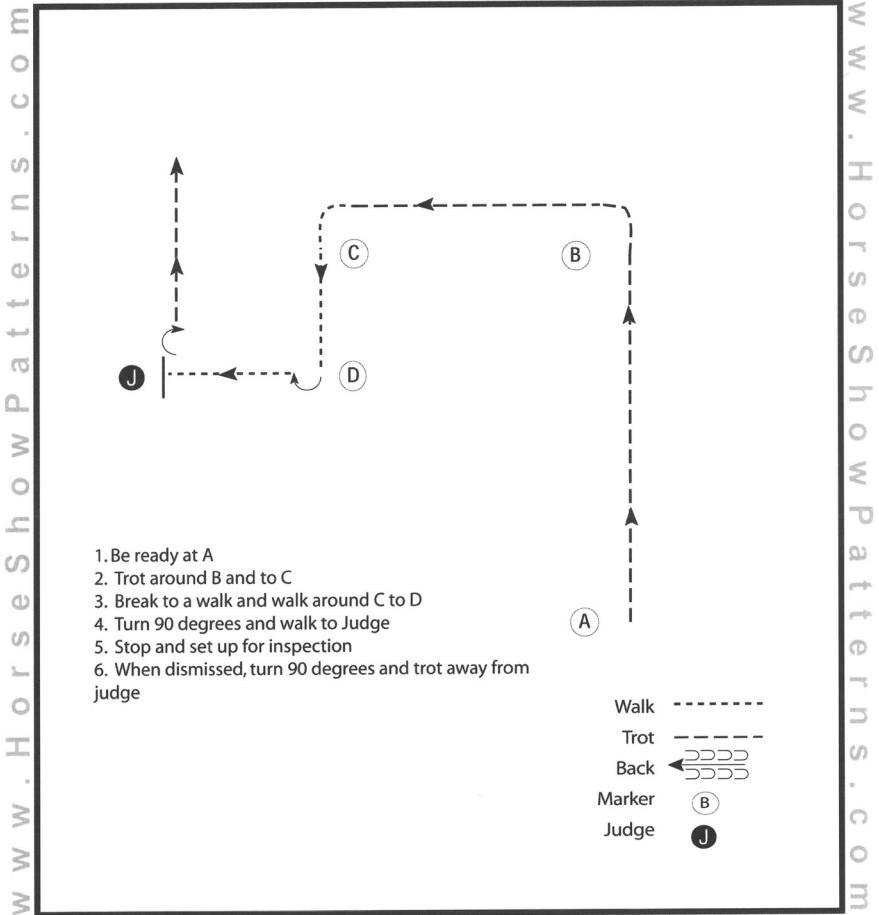 www.HorseShowPatterns.com
www.HorseShowPatterns.com
C
B
J
D
A
1. Be ready at A
2. Trot around B and to C
3. Break to a walk and walk around C to D
4. Turn 90 degrees and walk to Judge
5. Stop and set up for inspection
6. When dismissed, turn 90 degrees and trot away from
judge
Walk
Trot
Back
Marker B
Judge J